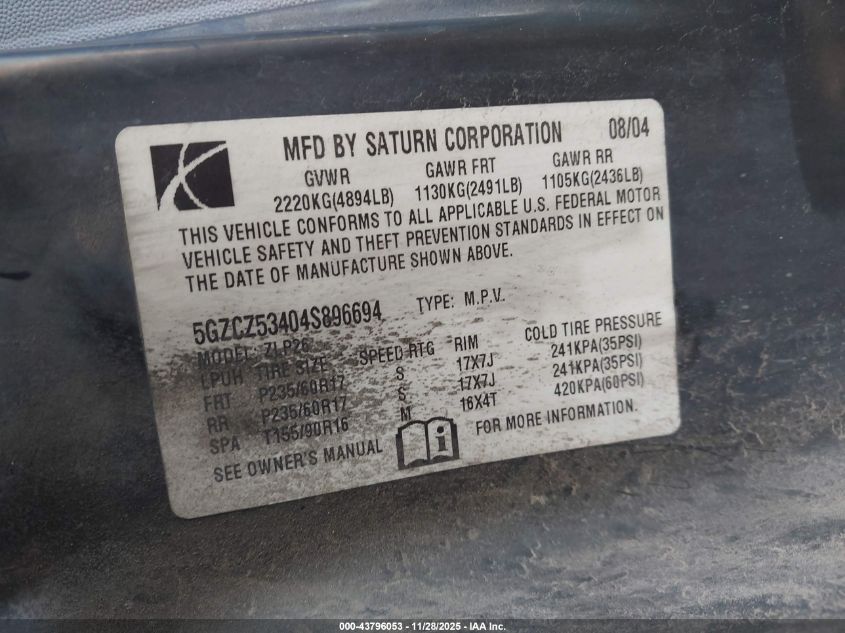 MFD BY SATURN CORPORATION 08/04
GVWR GAWR FRT GAWR RR
2220KG(4894LB) 1130KG(2491LB) 1105KG(2436LB)
THIS VEHICLE CONFORMS TO ALL APPLICABLE U.S. FEDERAL MOTOR
VEHICLE SAFETY AND THEFT PREVENTION STANDARDS IN EFFECT ON
THE DATE OF MANUFACTURE SHOWN ABOVE.
5GZCZ53404S896694 TYPE: M.P.V.
MODEL: ZLP26
LPUH TIRE SIZE SPEED RTG RIM COLD TIRE PRESSURE
FRT P235/60R17 S 17X7J 241KPA(35PSI)
RR P235/60R17 S 17X7J 241KPA(35PSI)
SPA T155/90R16 M 16X4T 420KPA(60PSI)
SEE OWNER'S MANUAL i FOR MORE INFORMATION.
000-43796053 - 11/28/2025 - IAA Inc.